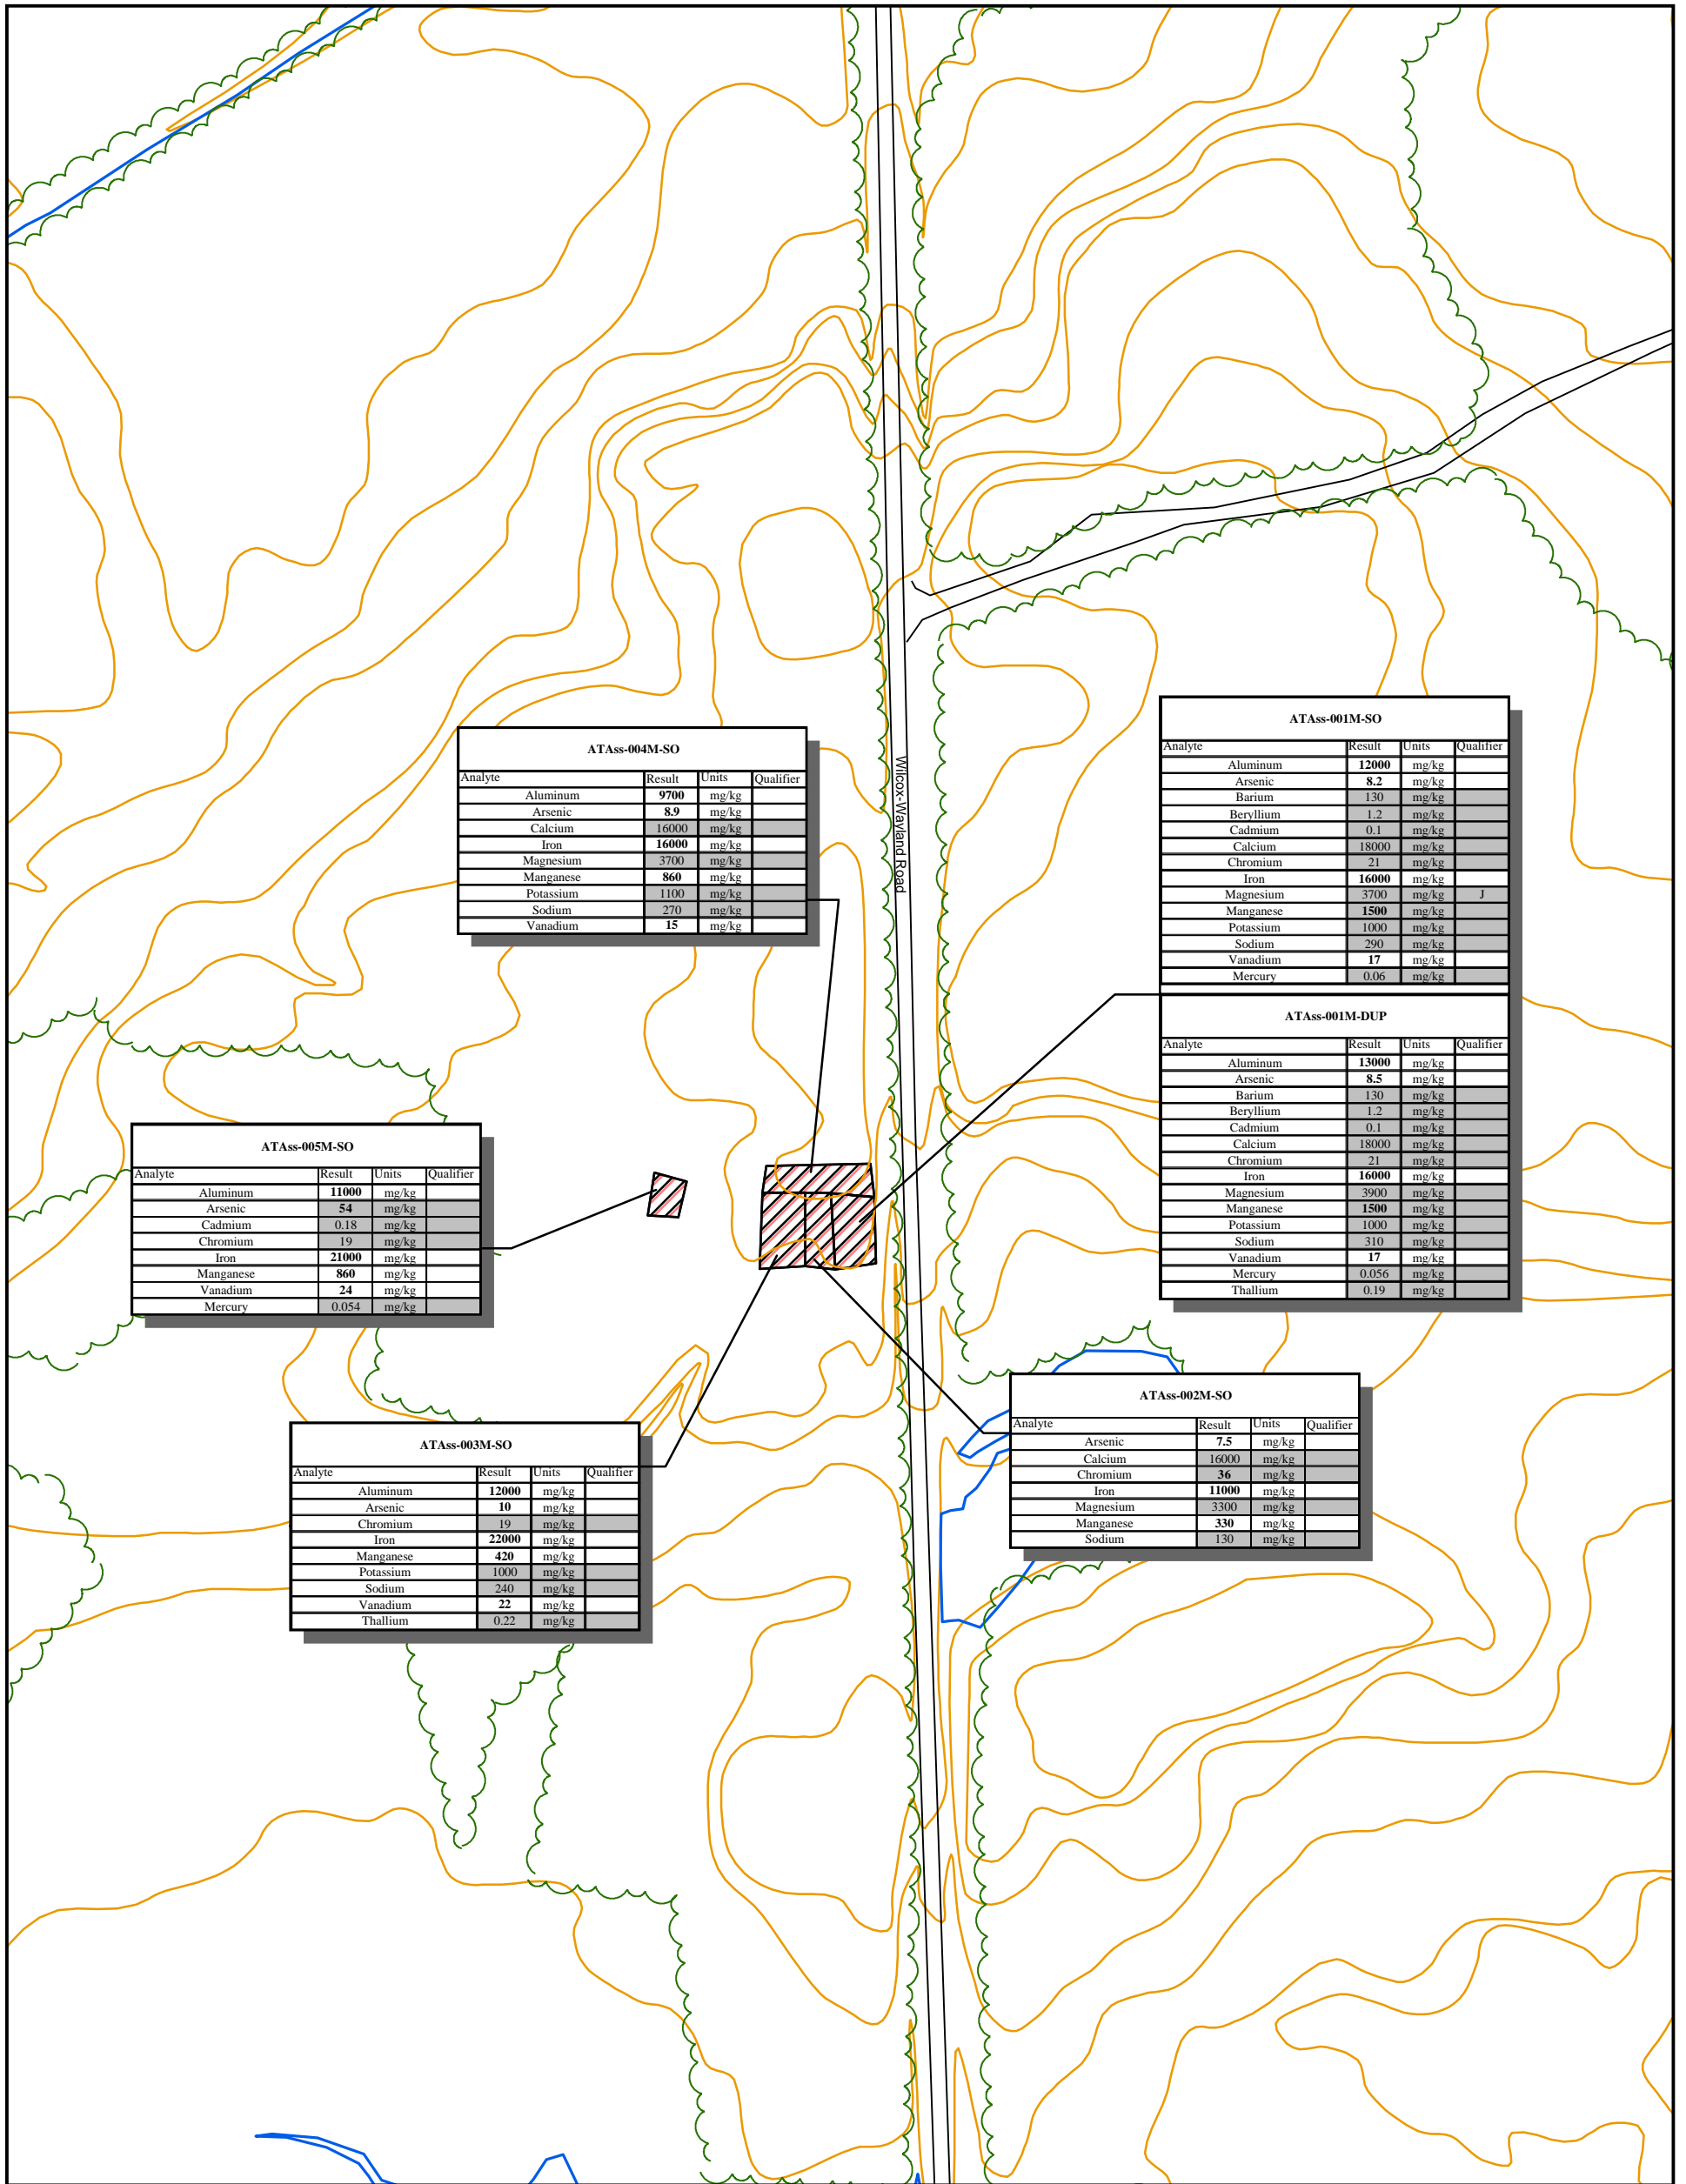 ATAss-001M-SO
Analyte Result Units Qualifier
Aluminum 12000 mg/kg
Arsenic 8.2 mg/kg
Barium 130 mg/kg
Beryllium 1.2 mg/kg
Cadmium 0.1 mg/kg
Calcium 18000 mg/kg
Chromium 21 mg/kg
Iron 16000 mg/kg
Magnesium 3700 mg/kg J
Manganese 1500 mg/kg
Potassium 1000 mg/kg
Sodium 290 mg/kg
Vanadium 17 mg/kg
Mercury 0.06 mg/kg
ATAss-001M-DUP
Analyte Result Units Qualifier
Aluminum 13000 mg/kg
Arsenic 8.5 mg/kg
Barium 130 mg/kg
Beryllium 1.2 mg/kg
Cadmium 0.1 mg/kg
Calcium 18000 mg/kg
Chromium 21 mg/kg
Iron 16000 mg/kg
Magnesium 3900 mg/kg
Manganese 1500 mg/kg
Potassium 1000 mg/kg
Sodium 310 mg/kg
Vanadium 17 mg/kg
Mercury 0.056 mg/kg
Thallium 0.19 mg/kg
ATAss-004M-SO
Analyte Result Units Qualifier
Aluminum 9700 mg/kg
Arsenic 8.9 mg/kg
Calcium 16000 mg/kg
Iron 16000 mg/kg
Magnesium 3700 mg/kg
Manganese 860 mg/kg
Potassium 1100 mg/kg
Sodium 270 mg/kg
Vanadium 15 mg/kg
Wilcox-Wayland Road
ATAss-005M-SO
Analyte Result Units Qualifier
Aluminum 11000 mg/kg
Arsenic 54 mg/kg
Cadmium 0.18 mg/kg
Chromium 19 mg/kg
Iron 21000 mg/kg
Manganese 860 mg/kg
Vanadium 24 mg/kg
Mercury 0.054 mg/kg
ATAss-002M-SO
Analyte Result Units Qualifier
Arsenic 7.5 mg/kg
Calcium 16000 mg/kg
Chromium 36 mg/kg
Iron 11000 mg/kg
Magnesium 3300 mg/kg
Manganese 330 mg/kg
Sodium 130 mg/kg
ATAss-003M-SO
Analyte Result Units Qualifier
Aluminum 12000 mg/kg
Arsenic 10 mg/kg
Chromium 19 mg/kg
Iron 22000 mg/kg
Manganese 420 mg/kg
Potassium 1000 mg/kg
Sodium 240 mg/kg
Vanadium 22 mg/kg
Thallium 0.22 mg/kg